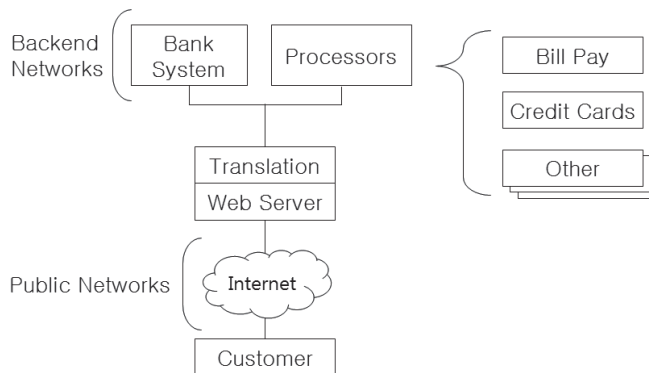 Backend
Networks
Bank
System
Processors
Bill Pay
Credit Cards
Other
Translation
Web Server
Public Networks
Internet
Customer